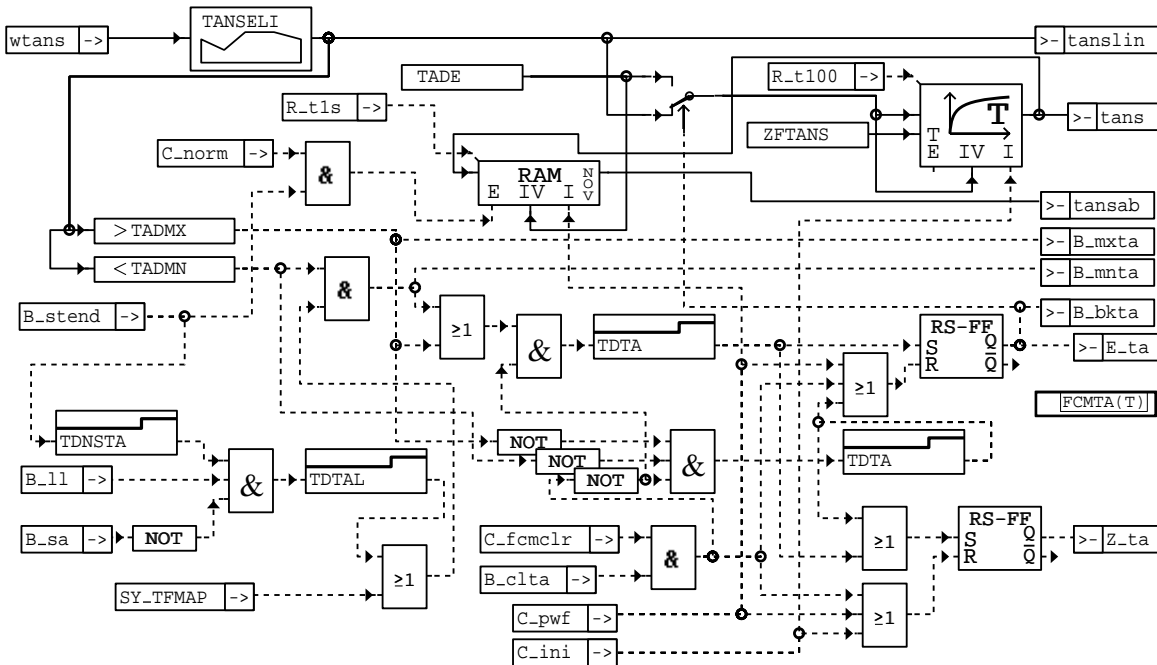 TANSELI
wtans ->
>- tanslin
TADE
R_t100 ->
R_t1s ->
T
>- tans
ZFTANS
T
E IV I
C_norm ->
&
RAM
E IV I
NOV
>- tansab
>TADMX
>- B_mxta
<TADMN
>- B_mnta
&
B_stend ->
>- B_bkta
≥1
&
TDTA
RS-FF
S Q
R Q
>- E_ta
≥1
FCMTA(T)
TDNSTA
NOT
NOT
NOT
&
TDTA
B_ll ->
&
TDTAL
B_sa ->
NOT
C_fcmclr ->
&
≥1
RS-FF
S Q
R Q
>- Z_ta
B_clta ->
≥1
SY_TFMAP ->
≥1
C_pwf ->
C_ini ->